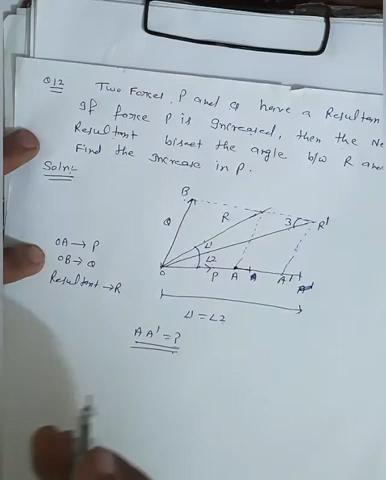 Q12 Two Forces, P and Q have a Resultan
If force P is increased, then the Ne
Resultant bisect the angle b/w R and
Find the increase in P.
Soln:-
B
R
3
R'
Q
∠1
∠2
O
P
A
A
A'
A'
OA → P
OB → Q
Resultant → R
∠1 = ∠2
AA' = ?